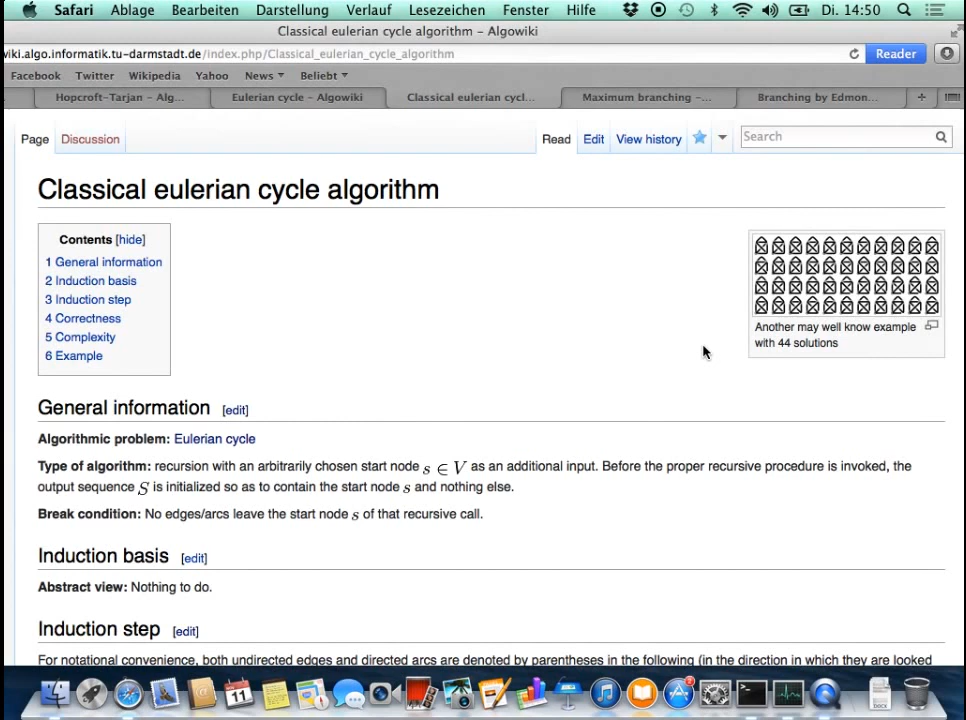 Safari Ablage Bearbeiten Darstellung Verlauf Lesezeichen Fenster Hilfe Di. 14:50
Classical eulerian cycle algorithm - Algowiki
wiki.algo.informatik.tu-darmstadt.de/index.php/Classical_eulerian_cycle_algorithm Reader
Facebook Twitter Wikipedia Yahoo News Beliebt
Hopcroft-Tarjan - Alg... Eulerian cycle - Algowiki Classical eulerian cycl... Maximum branching -... Branching by Edmon... +
Page Discussion Read Edit View history Search
Classical eulerian cycle algorithm
Contents [hide]
1 General information
2 Induction basis
3 Induction step
4 Correctness
5 Complexity
6 Example
Another may well know example
with 44 solutions
General information [edit]
Algorithmic problem: Eulerian cycle
Type of algorithm: recursion with an arbitrarily chosen start node s ∈ V as an additional input. Before the proper recursive procedure is invoked, the
output sequence S is initialized so as to contain the start node s and nothing else.
Break condition: No edges/arcs leave the start node s of that recursive call.
Induction basis [edit]
Abstract view: Nothing to do.
Induction step [edit]
For notational convenience, both undirected edges and directed arcs are denoted by parentheses in the following (in the direction in which they are looked
11